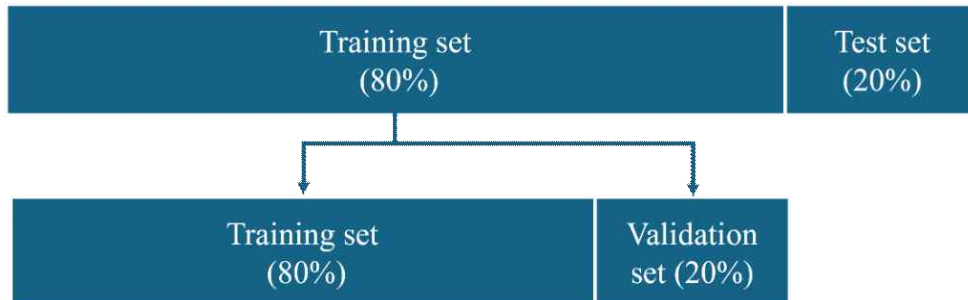 Training set
(80%)
Test set
(20%)
Training set
(80%)
Validation
set (20%)